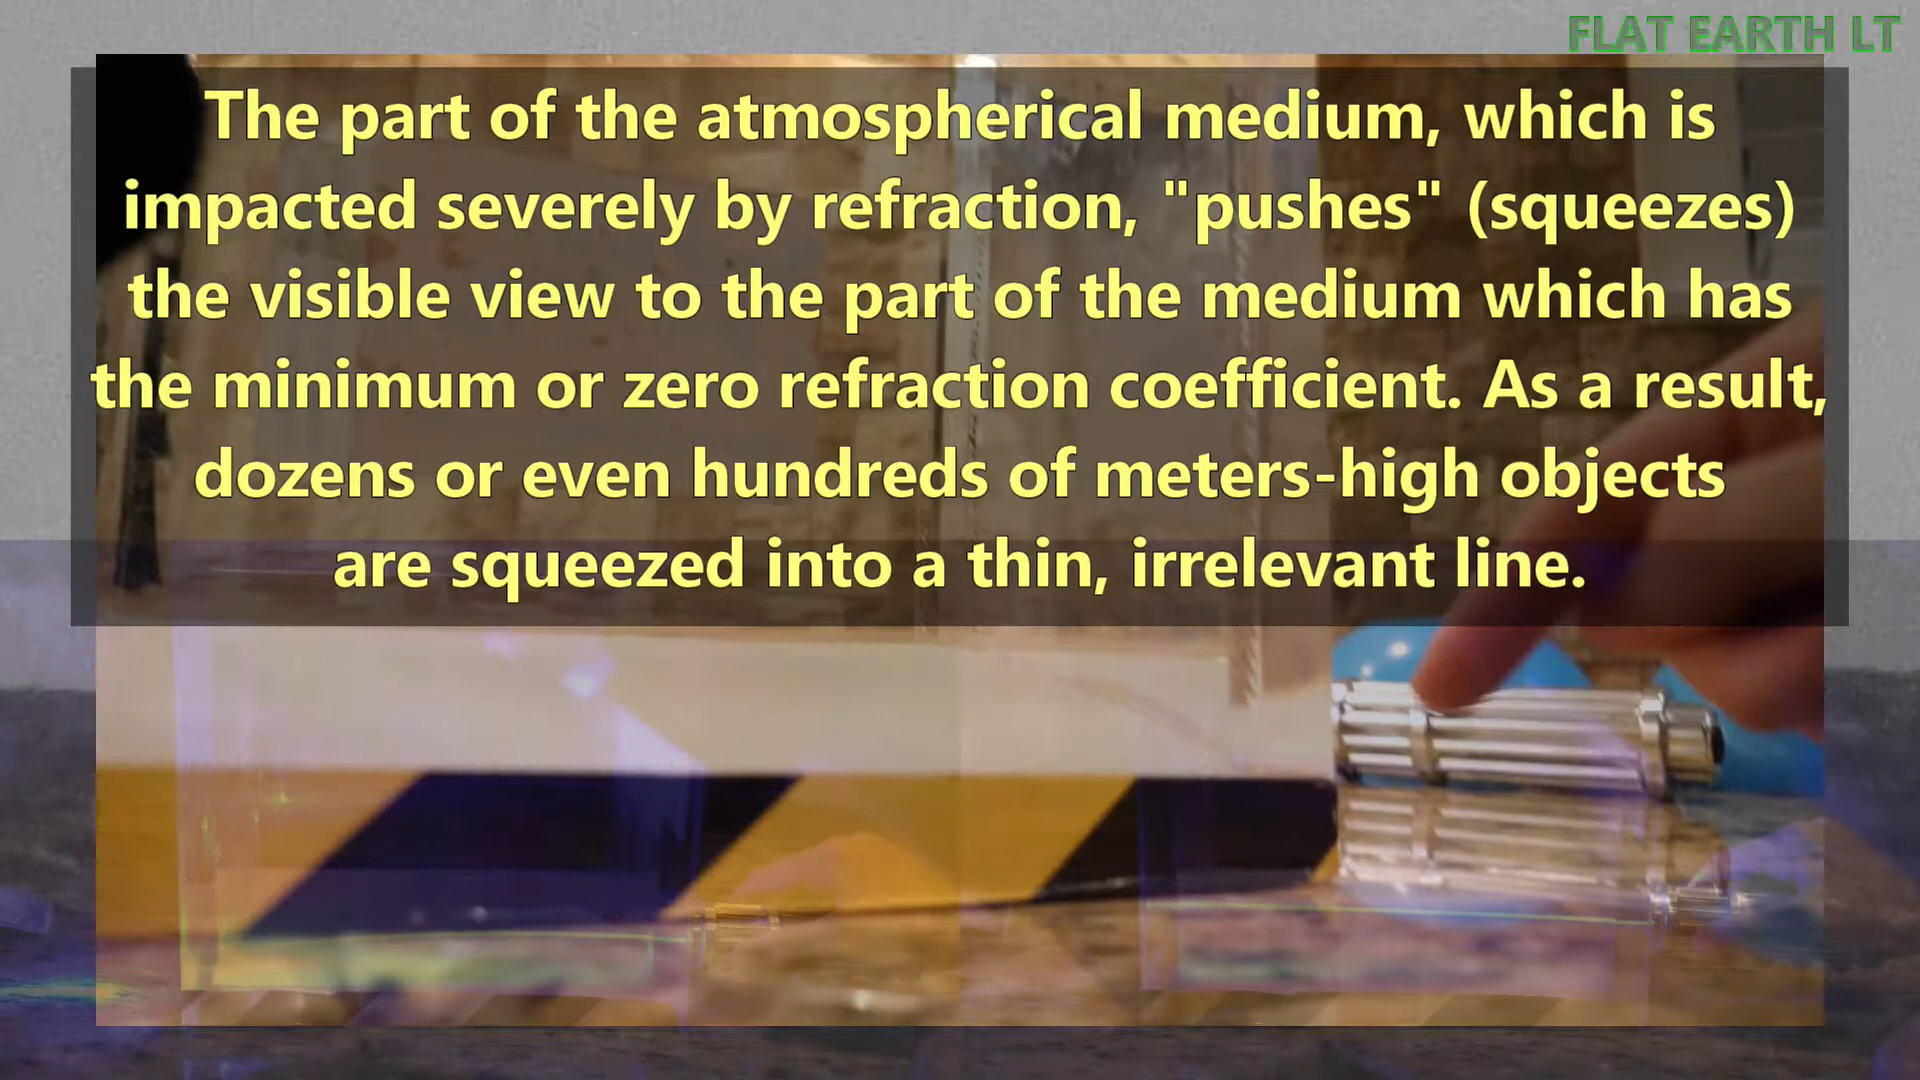 FLAT EARTH LT
The part of the atmospherical medium, which is
impacted severely by refraction, "pushes" (squeezes)
the visible view to the part of the medium which has
the minimum or zero refraction coefficient. As a result,
dozens or even hundreds of meters-high objects
are squeezed into a thin, irrelevant line.